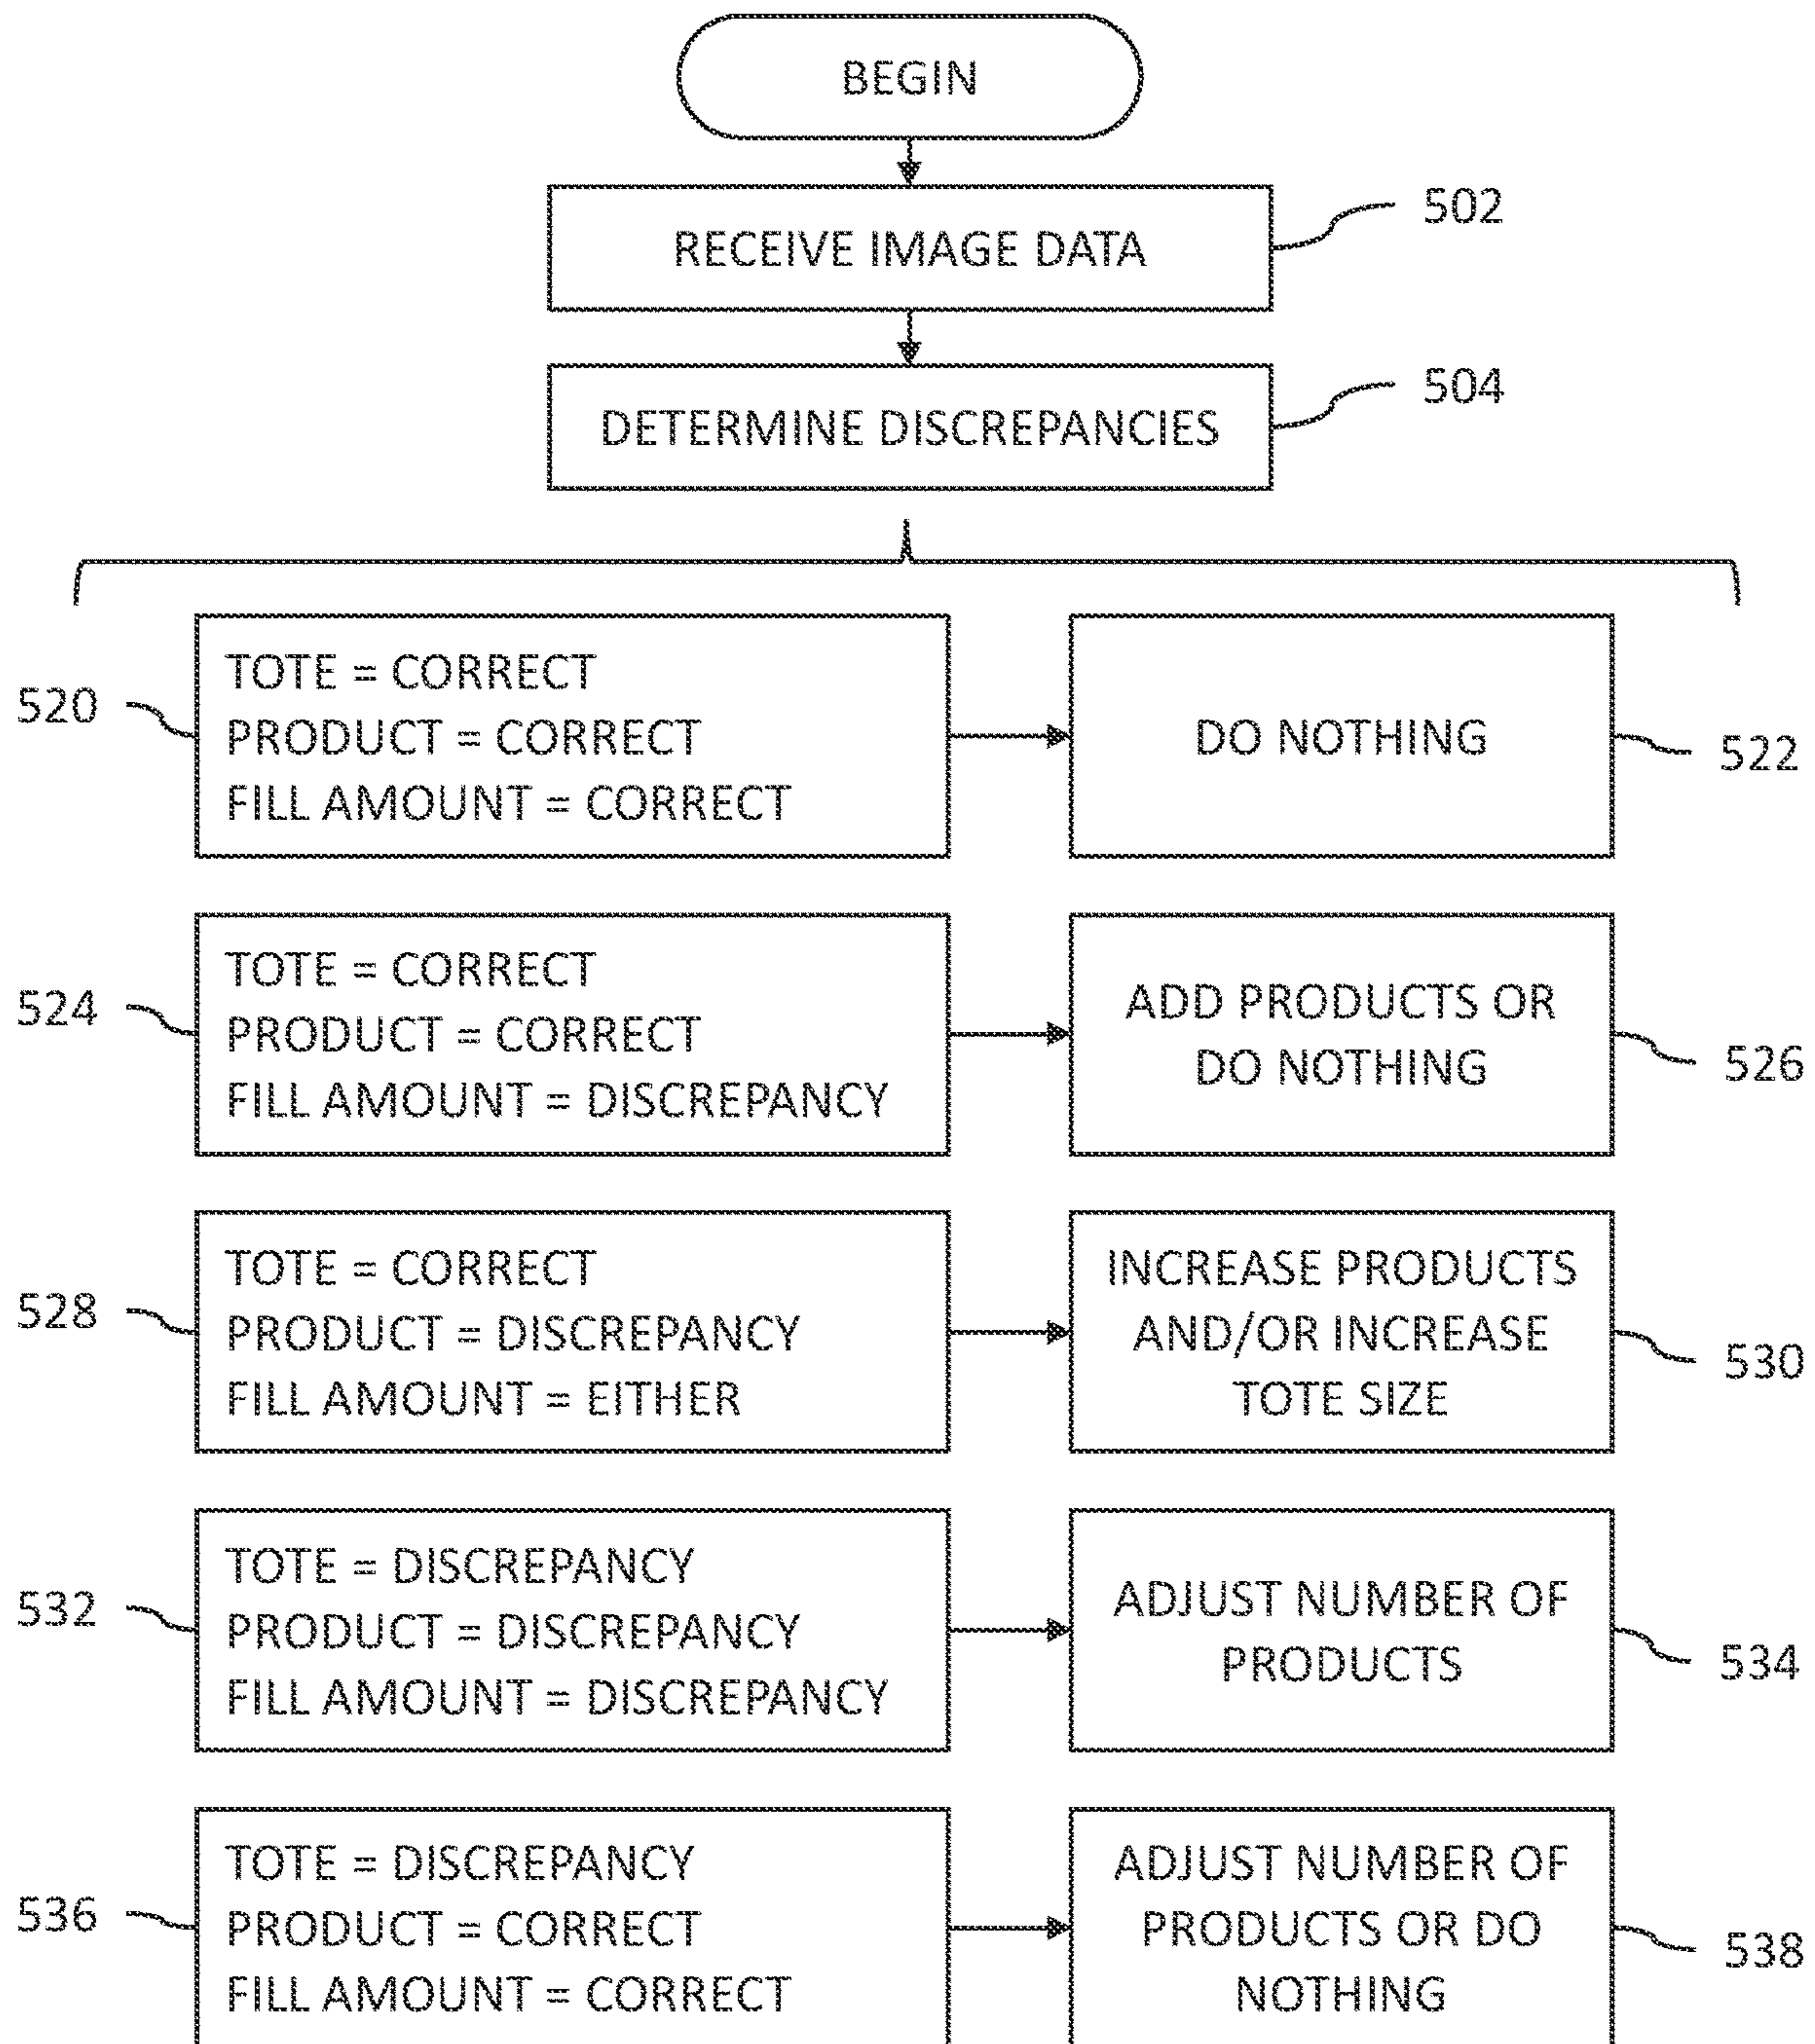 BEGIN
RECEIVE IMAGE DATA
502
DETERMINE DISCREPANCIES
504
520
TOTE = CORRECT
PRODUCT = CORRECT
FILL AMOUNT = CORRECT
DO NOTHING
522
524
TOTE = CORRECT
PRODUCT = CORRECT
FILL AMOUNT = DISCREPANCY
ADD PRODUCTS OR
DO NOTHING
526
528
TOTE = CORRECT
PRODUCT = DISCREPANCY
FILL AMOUNT = EITHER
INCREASE PRODUCTS
AND/OR INCREASE
TOTE SIZE
530
532
TOTE = DISCREPANCY
PRODUCT = DISCREPANCY
FILL AMOUNT = DISCREPANCY
ADJUST NUMBER OF
PRODUCTS
534
536
TOTE = DISCREPANCY
PRODUCT = CORRECT
FILL AMOUNT = CORRECT
ADJUST NUMBER OF
PRODUCTS OR DO
NOTHING
538